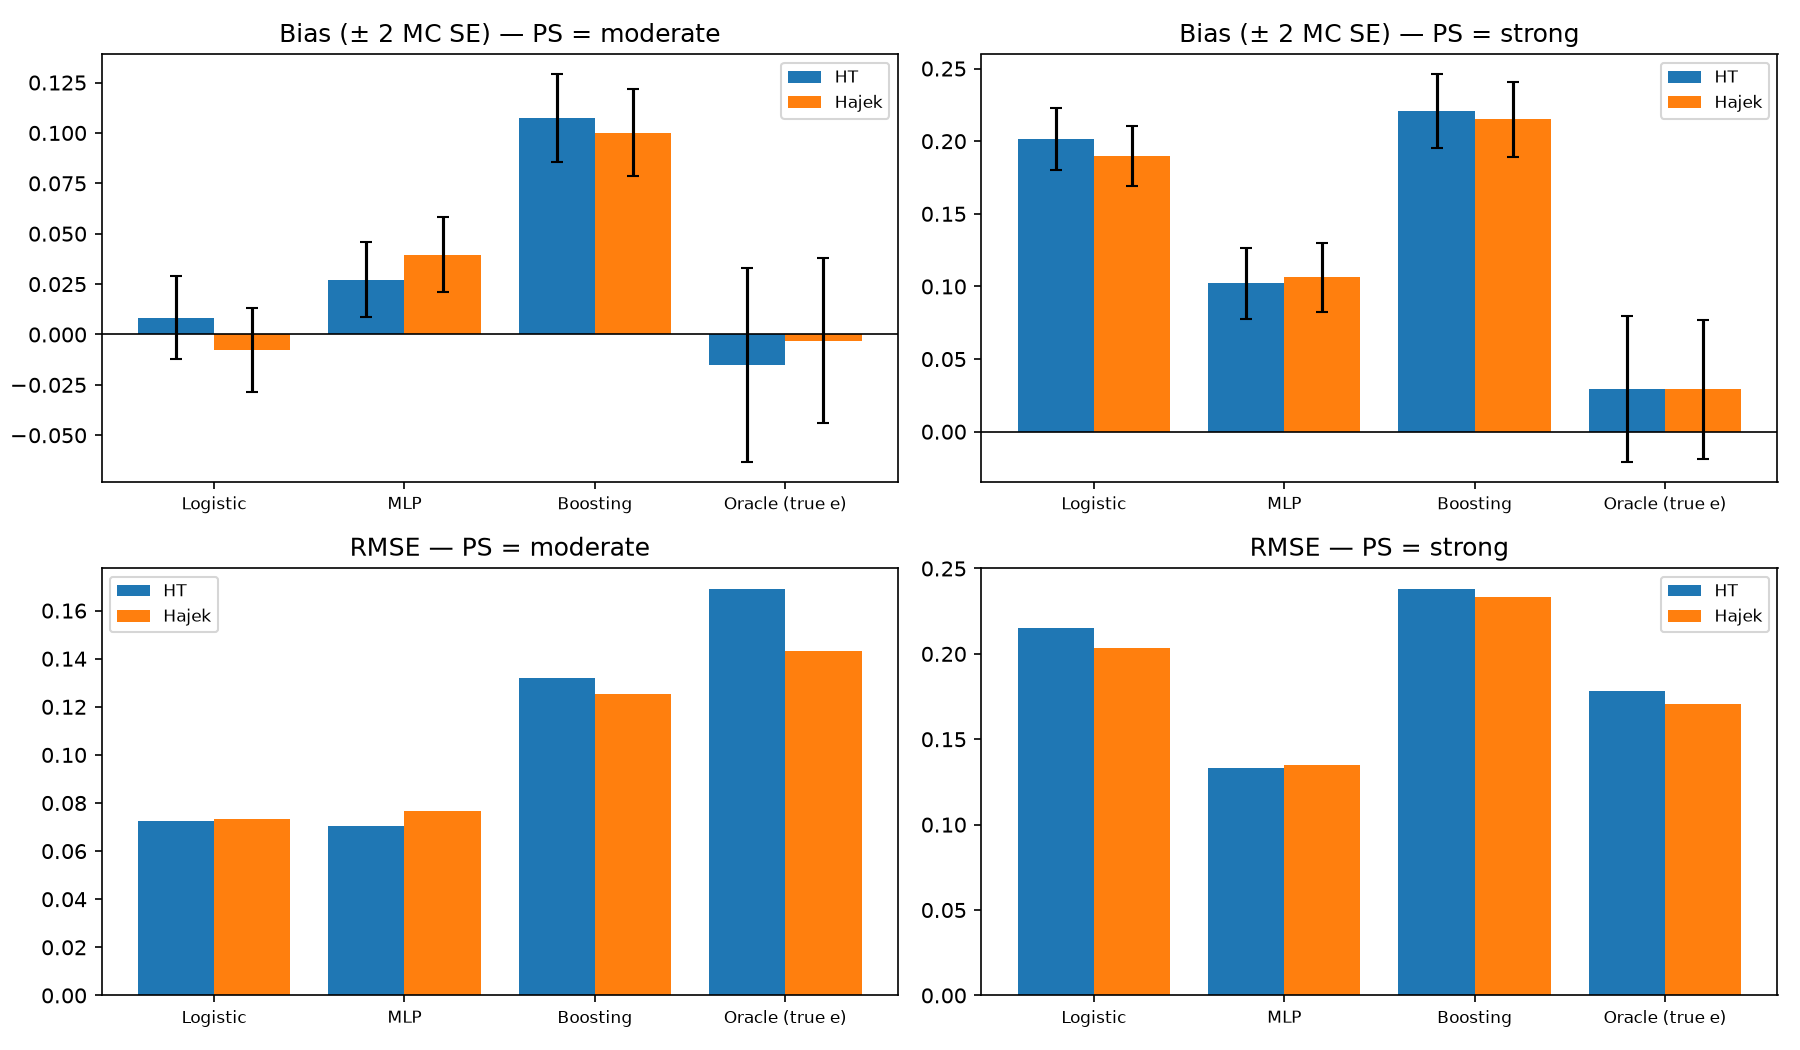 Bias (± 2 MC SE) — PS = moderate
0.125
0.100
0.075
0.050
0.025
0.000
−0.025
−0.050
HT
Hajek
Logistic
MLP
Boosting
Oracle (true e)
Bias (± 2 MC SE) — PS = strong
0.25
0.20
0.15
0.10
0.05
0.00
HT
Hajek
Logistic
MLP
Boosting
Oracle (true e)
RMSE — PS = moderate
0.16
0.14
0.12
0.10
0.08
0.06
0.04
0.02
0.00
HT
Hajek
Logistic
MLP
Boosting
Oracle (true e)
RMSE — PS = strong
0.25
0.20
0.15
0.10
0.05
0.00
HT
Hajek
Logistic
MLP
Boosting
Oracle (true e)